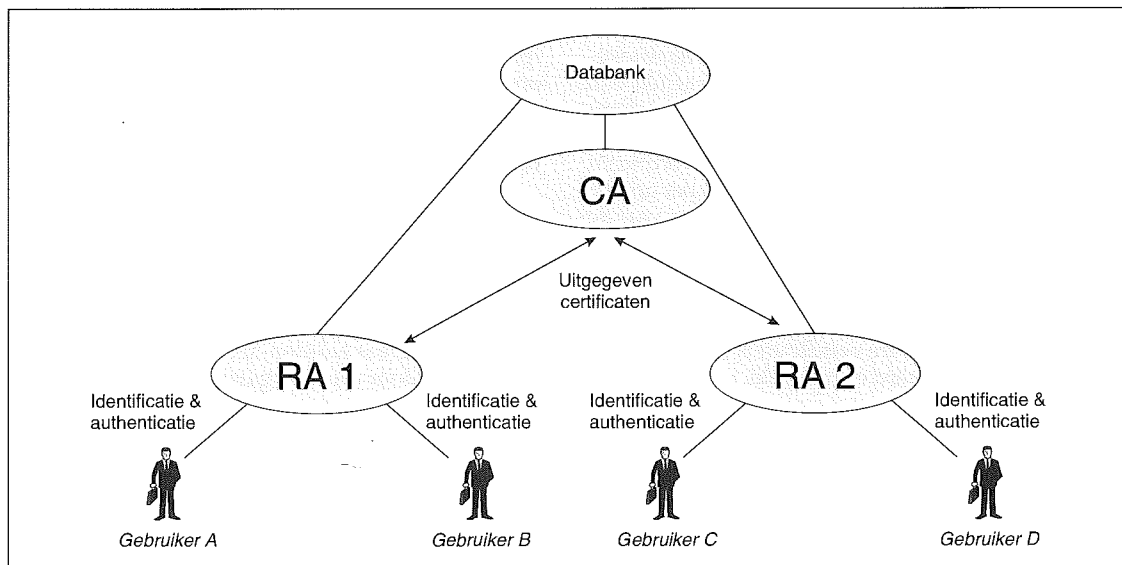 Databank
CA
Uitgegeven
certificaten
RA 1
RA 2
Identificatie &
authenticatie
Identificatie &
authenticatie
Identificatie &
authenticatie
Identificatie &
authenticatie
Gebruiker A
Gebruiker B
Gebruiker C
Gebruiker D